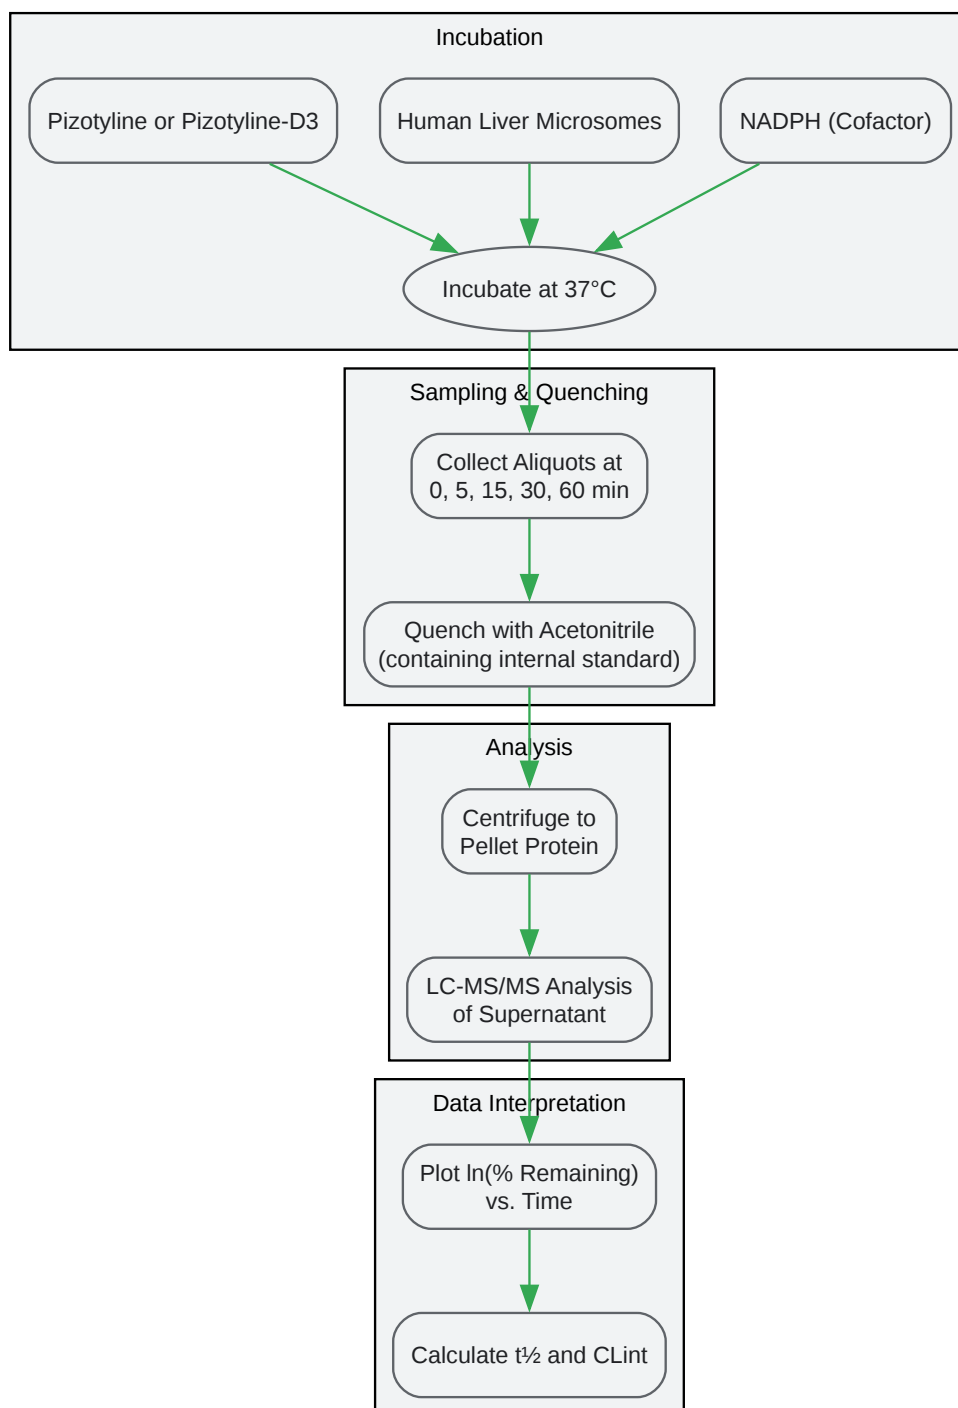 Incubation
Pizotyline or Pizotyline-D3
Human Liver Microsomes
NADPH (Cofactor)
Incubate at 37°C
Sampling & Quenching
Collect Aliquots at
0, 5, 15, 30, 60 min
Quench with Acetonitrile
(containing internal standard)
Analysis
Centrifuge to
Pellet Protein
LC-MS/MS Analysis
of Supernatant
Data Interpretation
Plot ln(% Remaining)
vs. Time
Calculate t½ and CLint